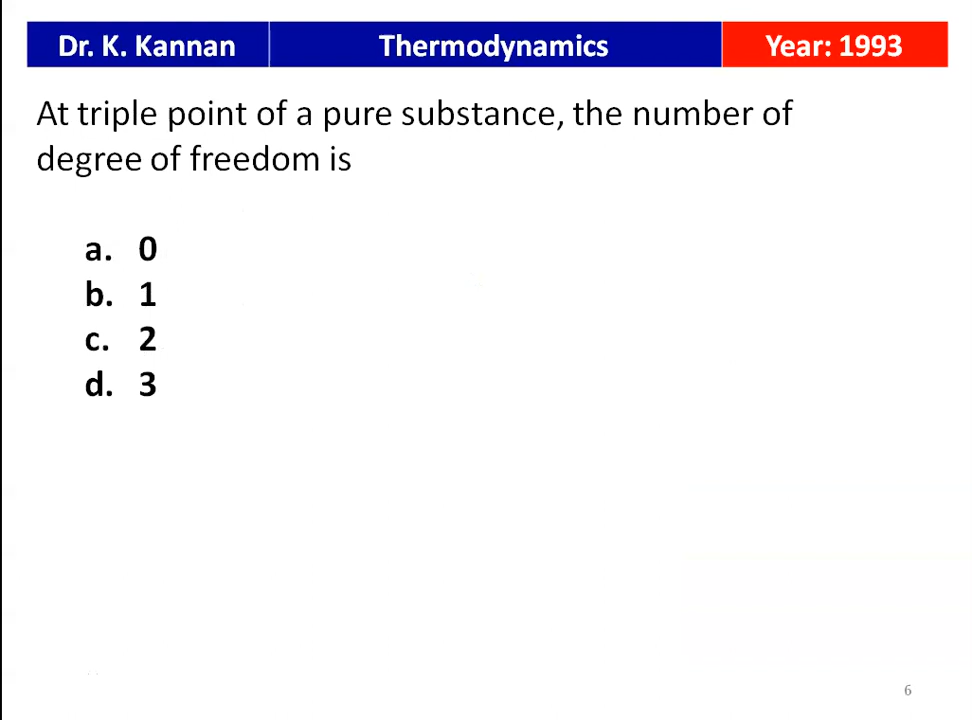 Dr. K. Kannan Thermodynamics Year: 1993
At triple point of a pure substance, the number of
degree of freedom is
a. 0
b. 1
c. 2
d. 3
6